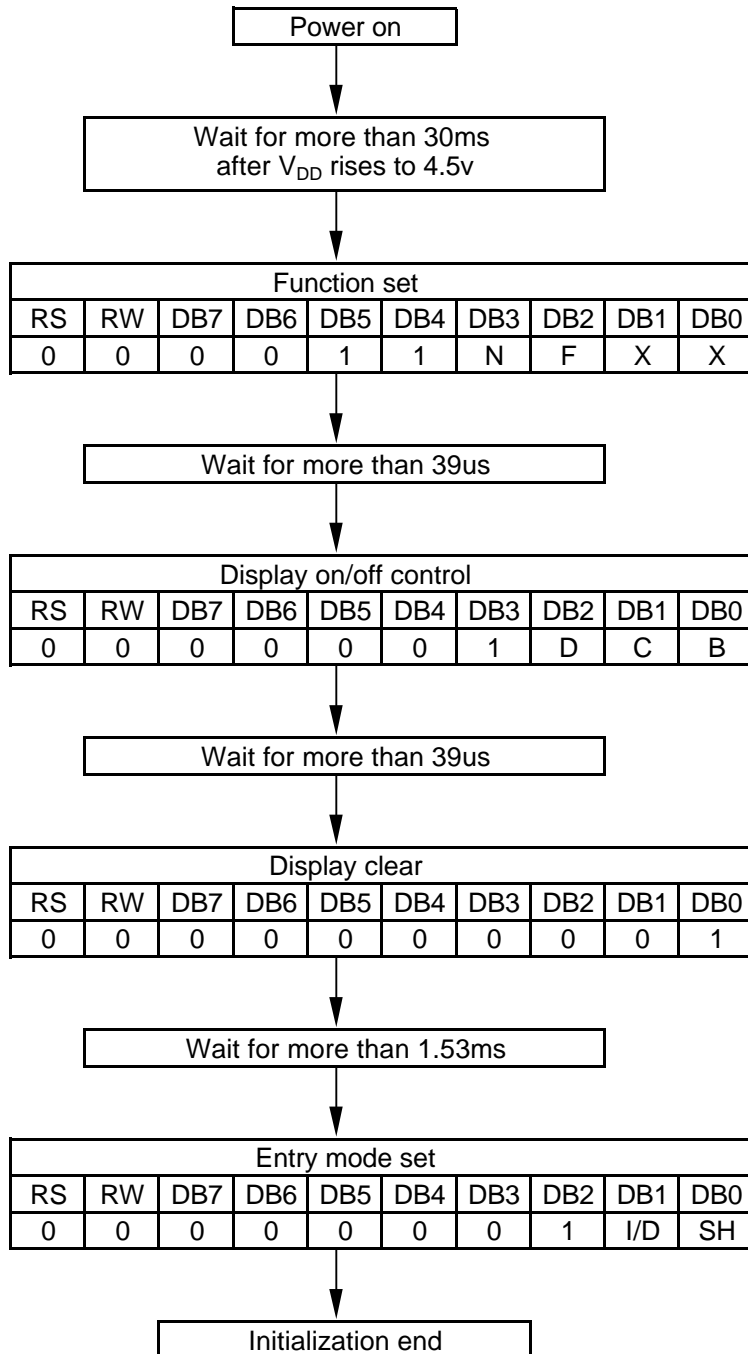 Power on
Wait for more than 30ms
after VDD rises to 4.5v
Function set
RS RW DB7 DB6 DB5 DB4 DB3 DB2 DB1 DB0
0 0 0 0 1 1 N F X X
Wait for more than 39us
Display on/off control
RS RW DB7 DB6 DB5 DB4 DB3 DB2 DB1 DB0
0 0 0 0 0 0 1 D C B
Wait for more than 39us
Display clear
RS RW DB7 DB6 DB5 DB4 DB3 DB2 DB1 DB0
0 0 0 0 0 0 0 0 0 1
Wait for more than 1.53ms
Entry mode set
RS RW DB7 DB6 DB5 DB4 DB3 DB2 DB1 DB0
0 0 0 0 0 0 0 1 I/D SH
Initialization end